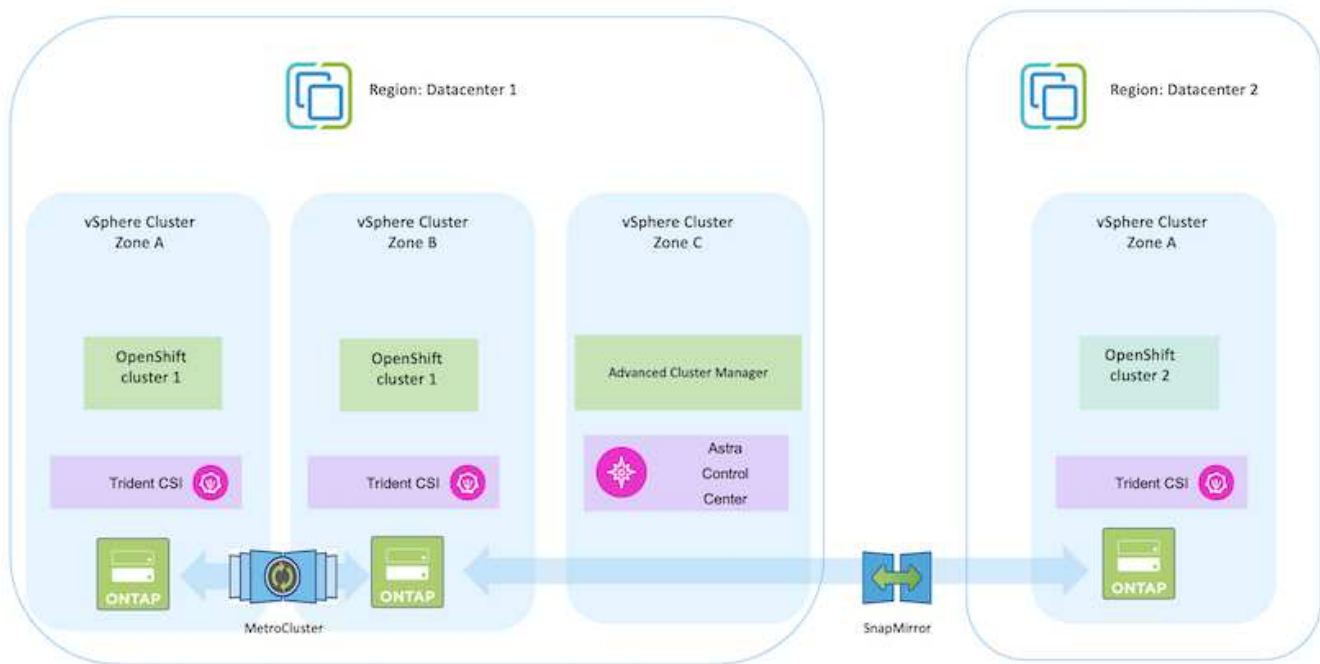 Region: Datacenter 1
Region: Datacenter 2
vSphere Cluster
Zone A
vSphere Cluster
Zone B
vSphere Cluster
Zone C
vSphere Cluster
Zone A
OpenShift
cluster 1
OpenShift
cluster 1
Advanced Cluster Manager
OpenShift
cluster 2
Trident CSI
Trident CSI
Astra
Control
Center
Trident CSI
ONTAP
ONTAP
ONTAP
MetroCluster
SnapMirror